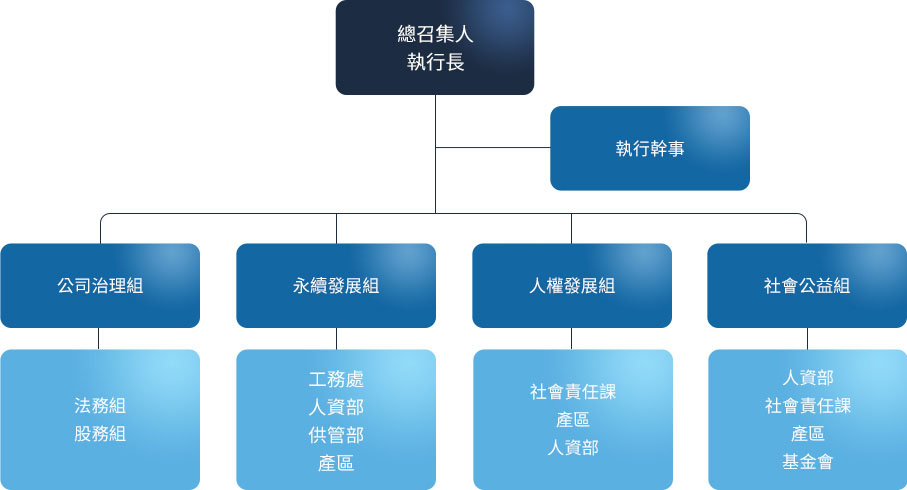 總召集人
執行長
執行幹事
公司治理組
永續發展組
人權發展組
社會公益組
法務組
股務組
工務處
人資部
供管部
產區
社會責任課
產區
人資部
人資部
社會責任課
產區
基金會